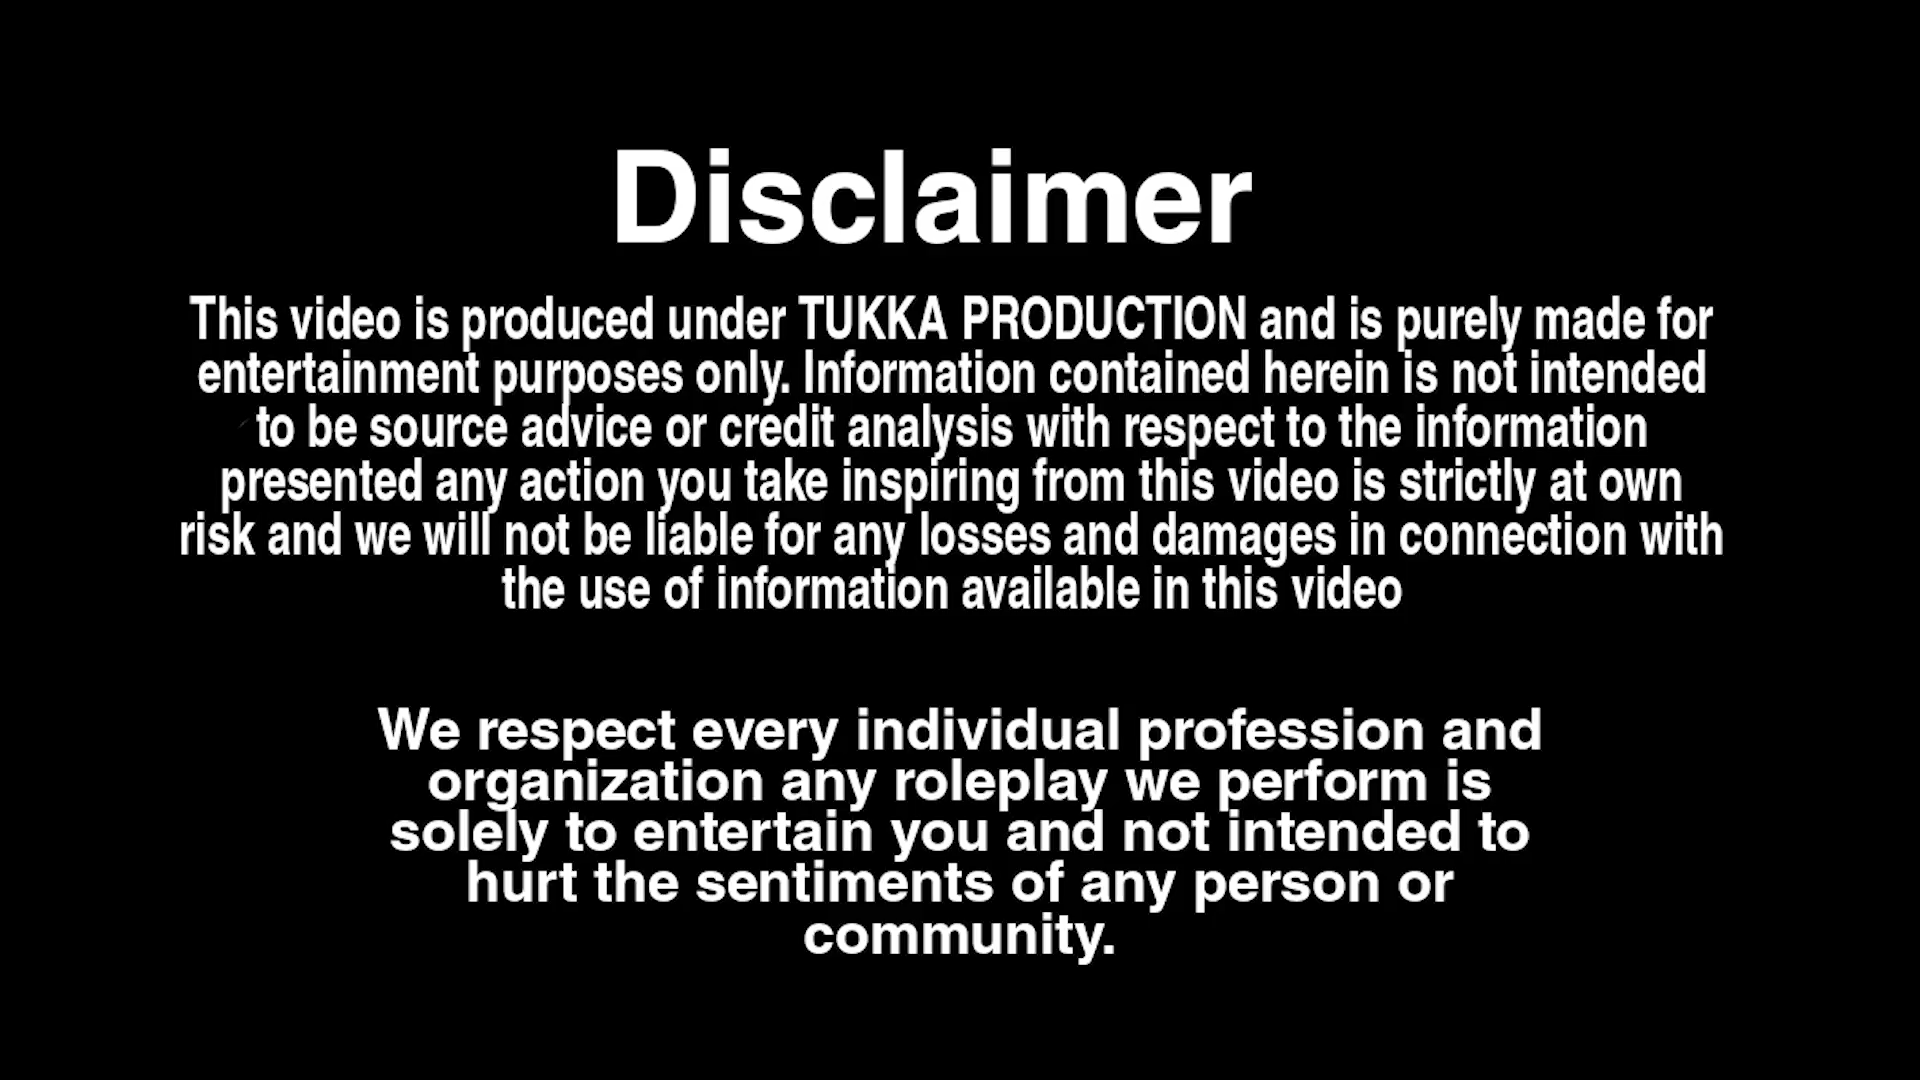 Disclaimer
This video is produced under TUKKA PRODUCTION and is purely made for
entertainment purposes only. Information contained herein is not intended
to be source advice or credit analysis with respect to the information
presented any action you take inspiring from this video is strictly at own
risk and we will not be liable for any losses and damages in connection with
the use of information available in this video
We respect every individual profession and
organization any roleplay we perform is
solely to entertain you and not intended to
hurt the sentiments of any person or
community.